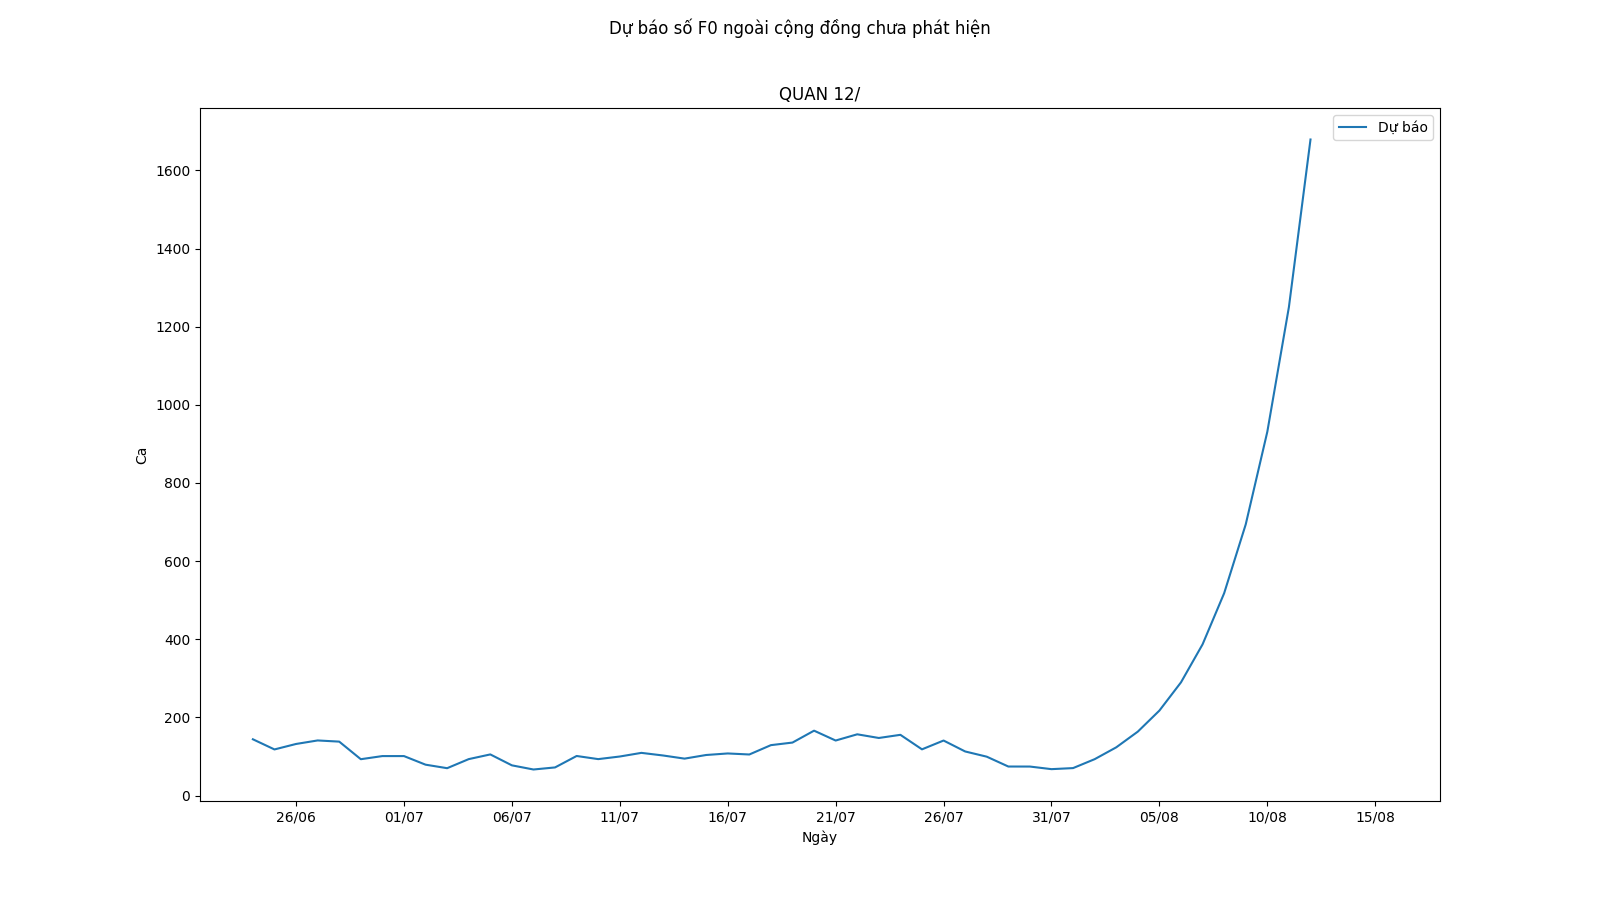 Dự báo số F0 ngoài cộng đồng chưa phát hiện
QUAN 12/
Dự báo
1600
1400
1200
1000
800
600
400
200
0
Ca
26/06 01/07 06/07 11/07 16/07 21/07 26/07 31/07 05/08 10/08 15/08
Ngày